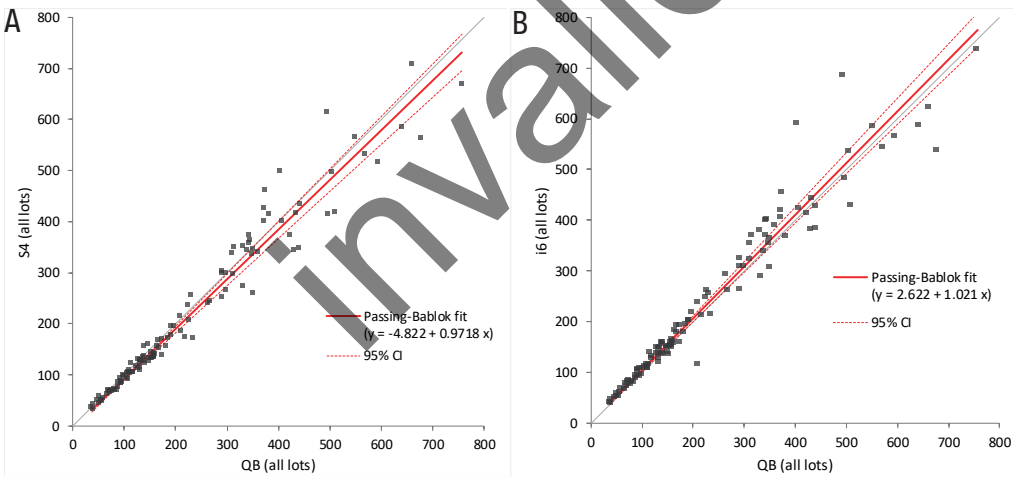 A
800
700
600
500
400
300
200
100
0
S4 (all lots)
0 100 200 300 400 500 600 700 800
QB (all lots)
Passing-Bablok fit
(y = -4.822 + 0.9718 x)
95% CI
B
800
700
600
500
400
300
200
100
0
i6 (all lots)
0 100 200 300 400 500 600 700 800
QB (all lots)
Passing-Bablok fit
(y = 2.622 + 1.021 x)
95% CI